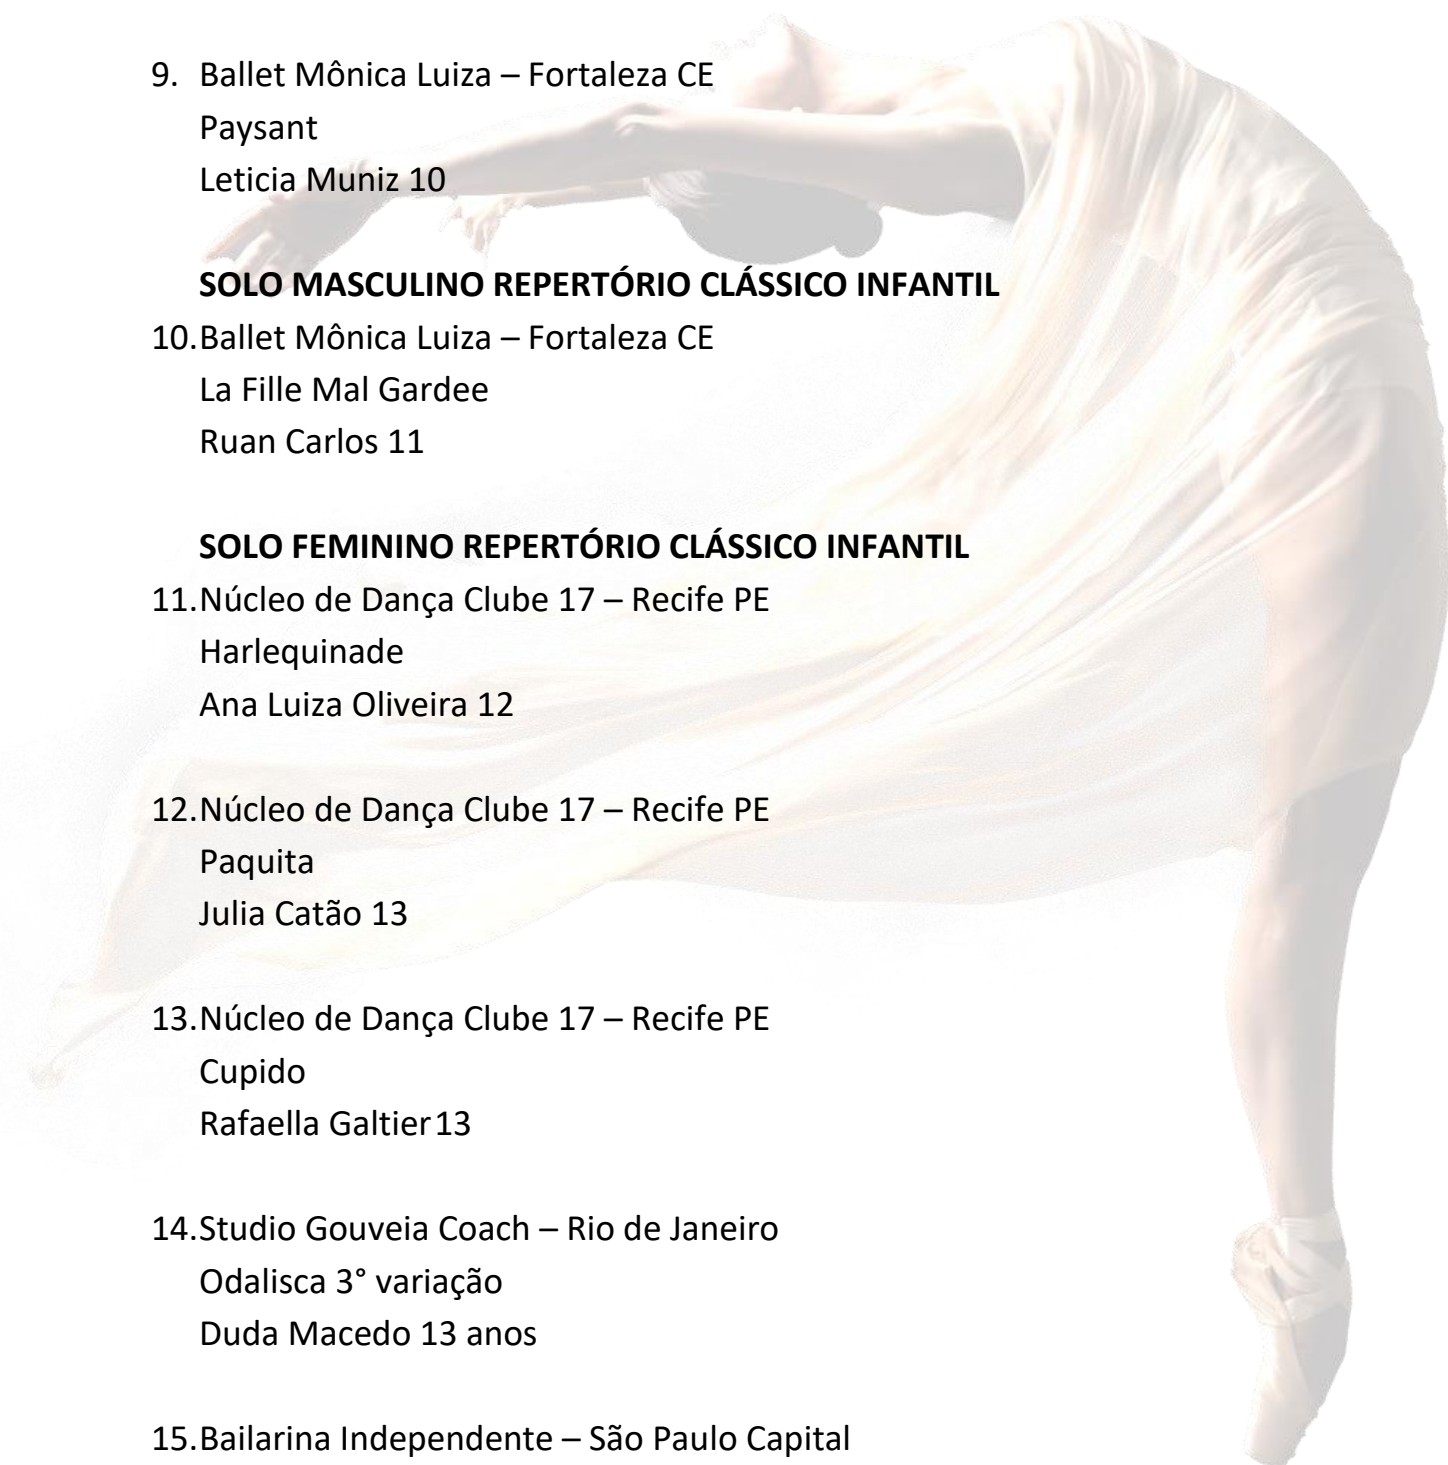 9. Ballet Mônica Luiza – Fortaleza CE
Paysant
Leticia Muniz 10
SOLO MASCULINO REPERTÓRIO CLÁSSICO INFANTIL
10.Ballet Mônica Luiza – Fortaleza CE
La Fille Mal Gardee
Ruan Carlos 11
SOLO FEMININO REPERTÓRIO CLÁSSICO INFANTIL
11.Núcleo de Dança Clube 17 – Recife PE
Harlequinade
Ana Luiza Oliveira 12
12.Núcleo de Dança Clube 17 – Recife PE
Paquita
Julia Catão 13
13.Núcleo de Dança Clube 17 – Recife PE
Cupido
Rafaella Galtier 13
14.Studio Gouveia Coach – Rio de Janeiro
Odalisca 3° variação
Duda Macedo 13 anos
15.Bailarina Independente – São Paulo Capital